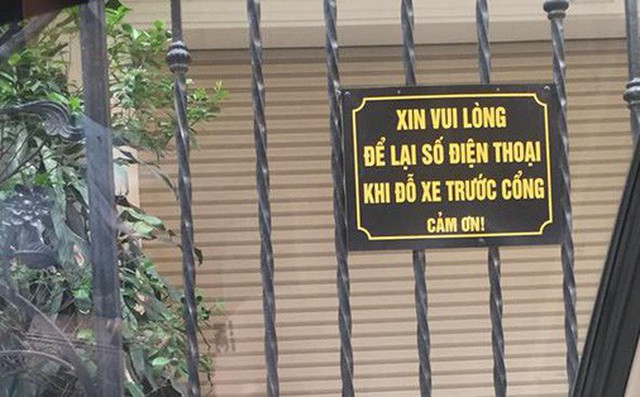 XIN VUI LÒNG
ĐỂ LẠI SỐ ĐIỆN THOẠI
KHI ĐỖ XE TRƯỚC CỔNG
CẢM ƠN!